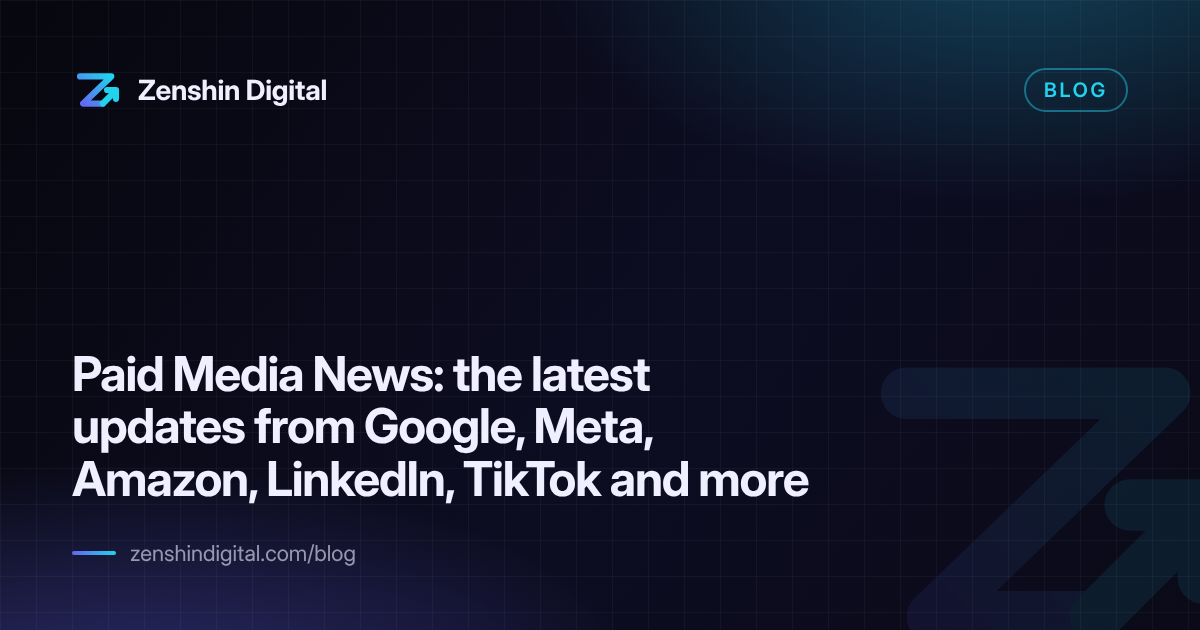 Zenshin Digital
BLOG
Paid Media News: the latest
updates from Google, Meta,
Amazon, LinkedIn, TikTok and more
zenshindigital.com/blog